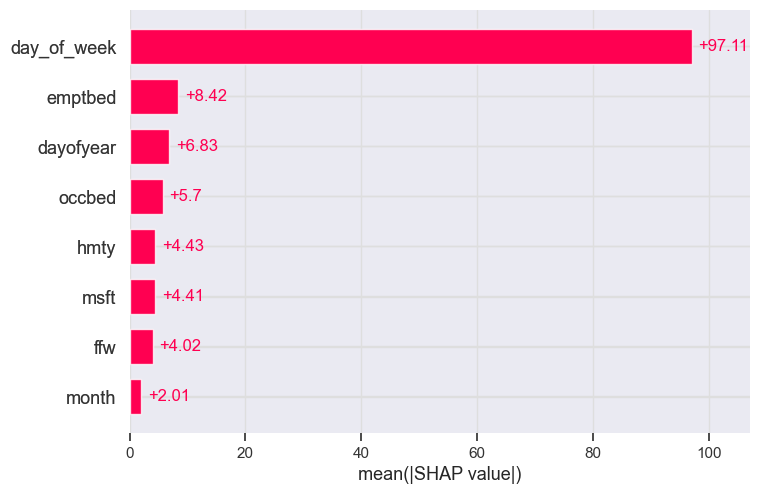 day_of_week +97.11
emptbed +8.42
dayofyear +6.83
occbed +5.7
hmty +4.43
msft +4.41
ffw +4.02
month +2.01
0 20 40 60 80 100
mean(|SHAP value|)